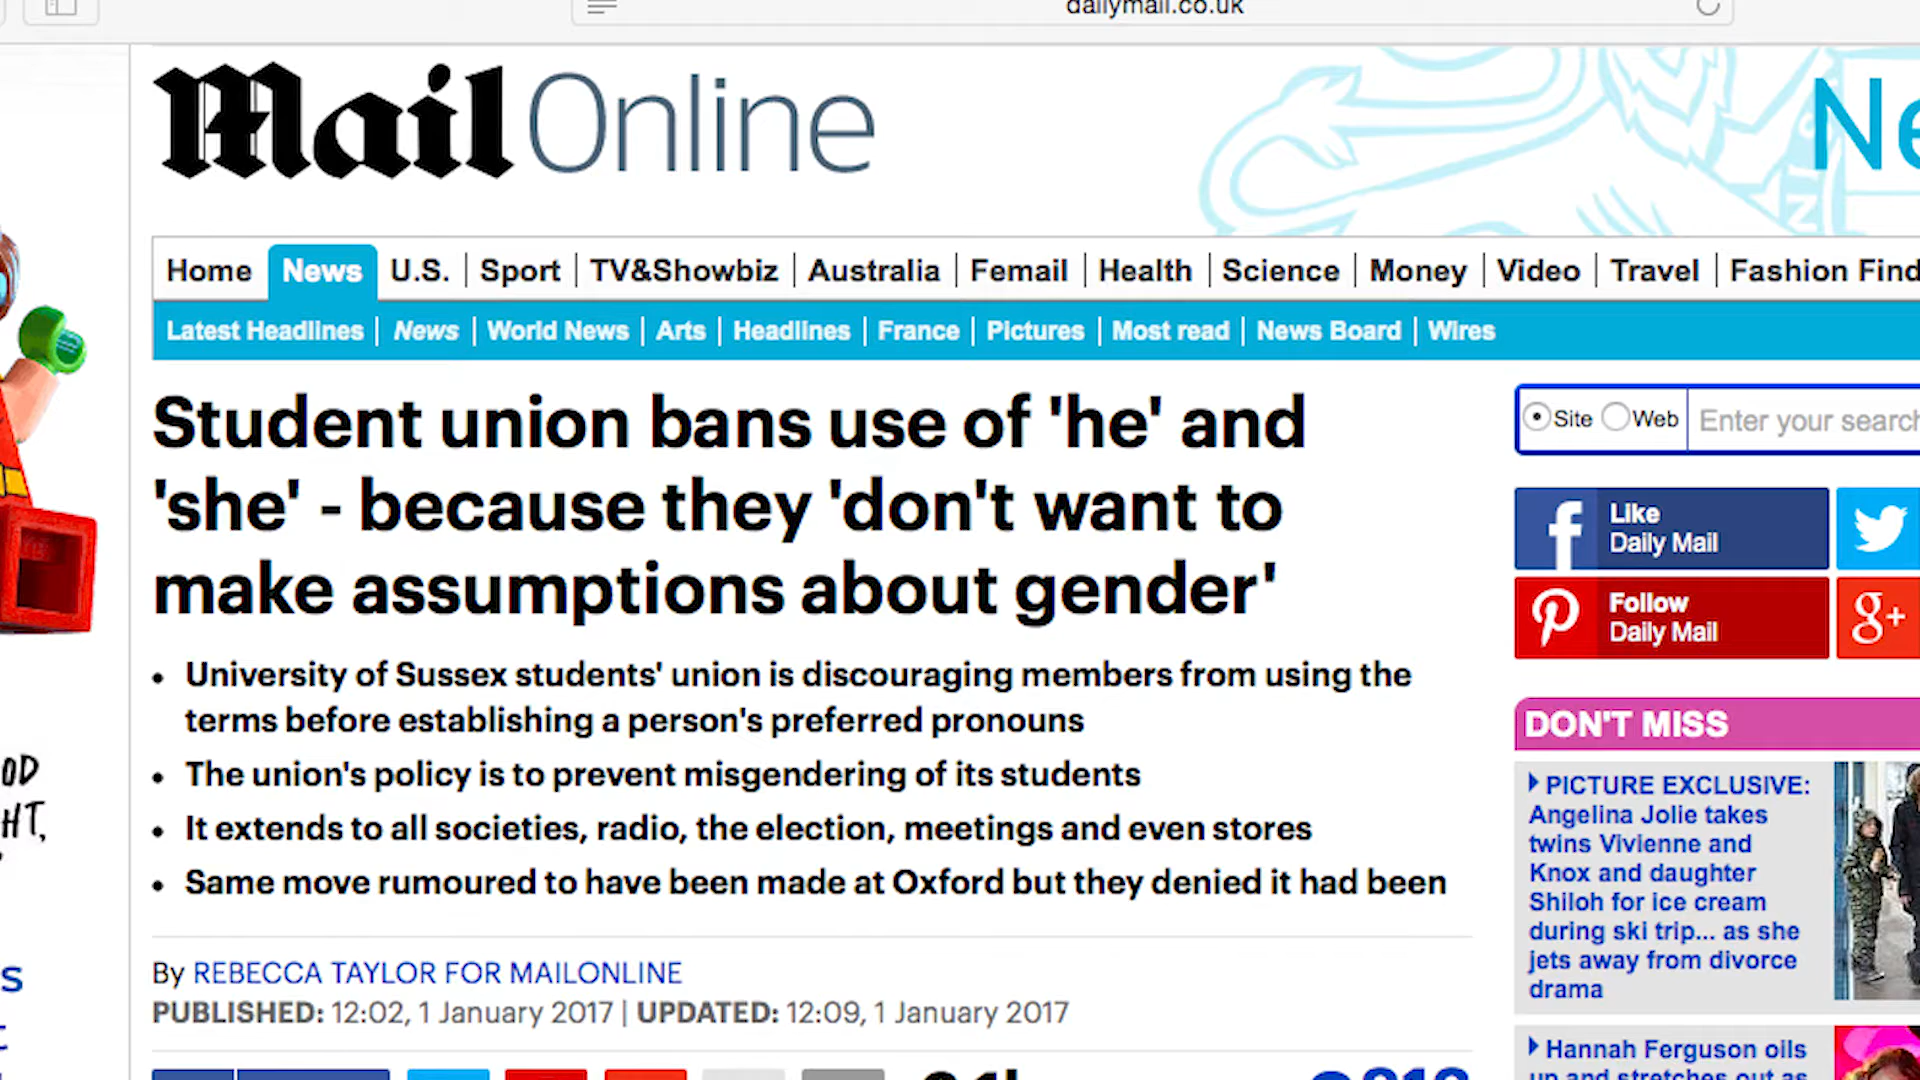 dailymail.co.uk
Mail Online
Home News U.S. Sport TV&Showbiz Australia Femail Health Science Money Video Travel Fashion Find
Latest Headlines News World News Arts Headlines France Pictures Most read News Board Wires
Student union bans use of 'he' and
'she' - because they 'don't want to
make assumptions about gender'
• University of Sussex students' union is discouraging members from using the
terms before establishing a person's preferred pronouns
• The union's policy is to prevent misgendering of its students
• It extends to all societies, radio, the election, meetings and even stores
• Same move rumoured to have been made at Oxford but they denied it had been
By REBECCA TAYLOR FOR MAILONLINE
PUBLISHED: 12:02, 1 January 2017 | UPDATED: 12:09, 1 January 2017
Site Web Enter your search
Like
Daily Mail
Follow
Daily Mail
g+
DON'T MISS
PICTURE EXCLUSIVE:
Angelina Jolie takes
twins Vivienne and
Knox and daughter
Shiloh for ice cream
during ski trip... as she
jets away from divorce
drama
Hannah Ferguson oils
up and stretches out as